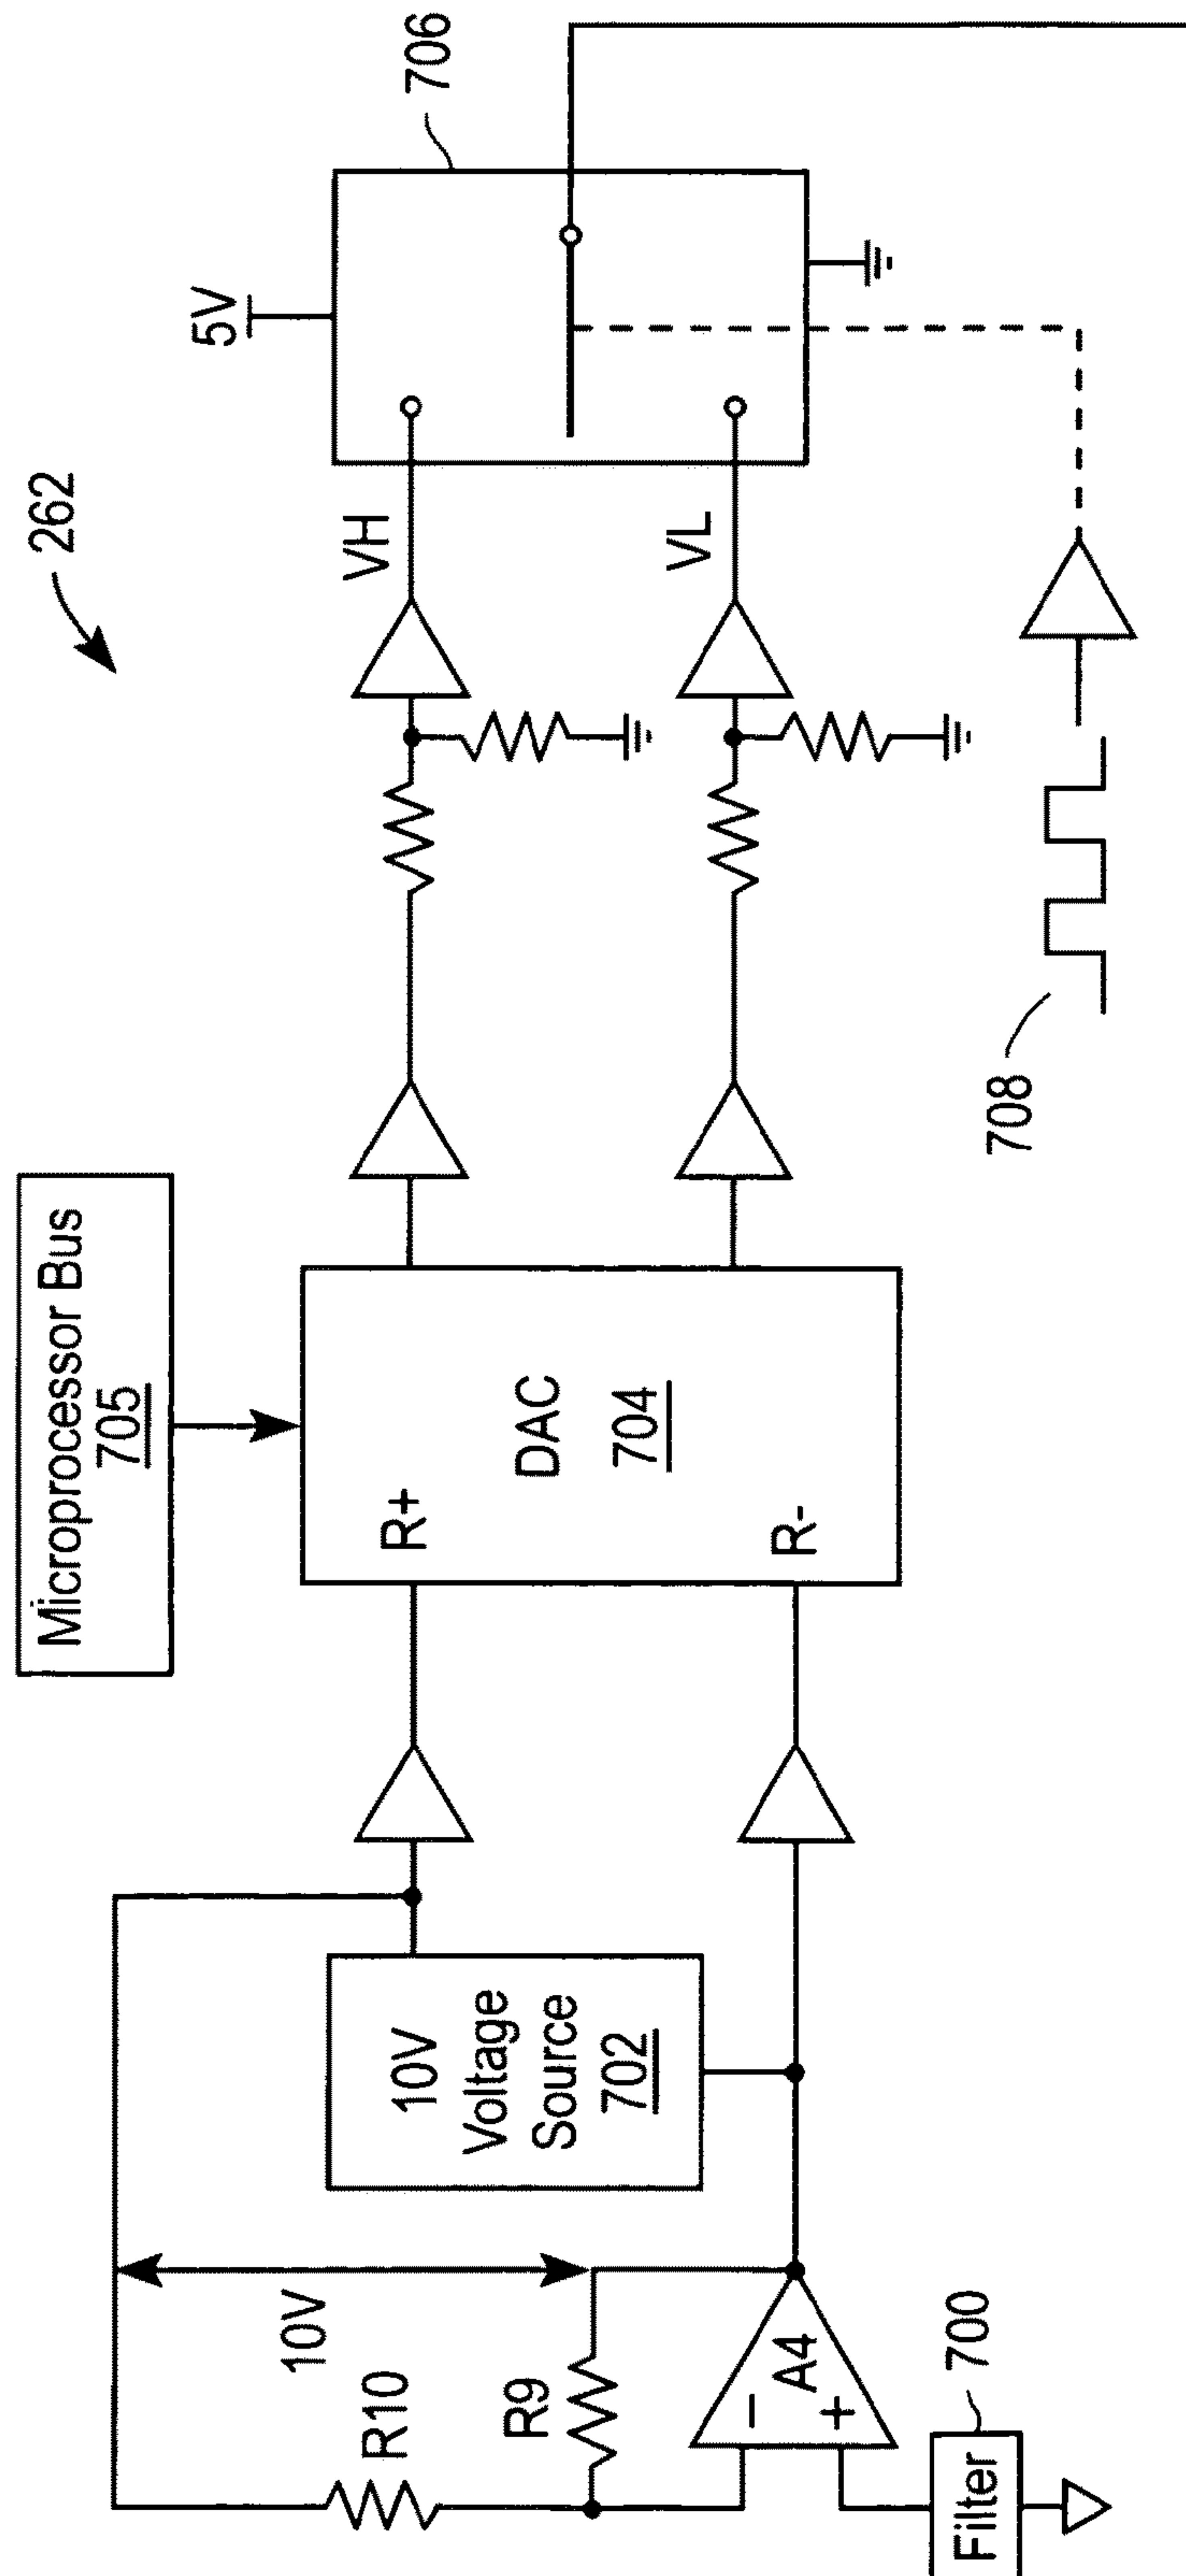 262
Microprocessor Bus
705
5V
706
VH
VL
R+
R-
DAC
704
10V
Voltage
Source
702
10V
R10
R9
A4
−
+
Filter
700
708